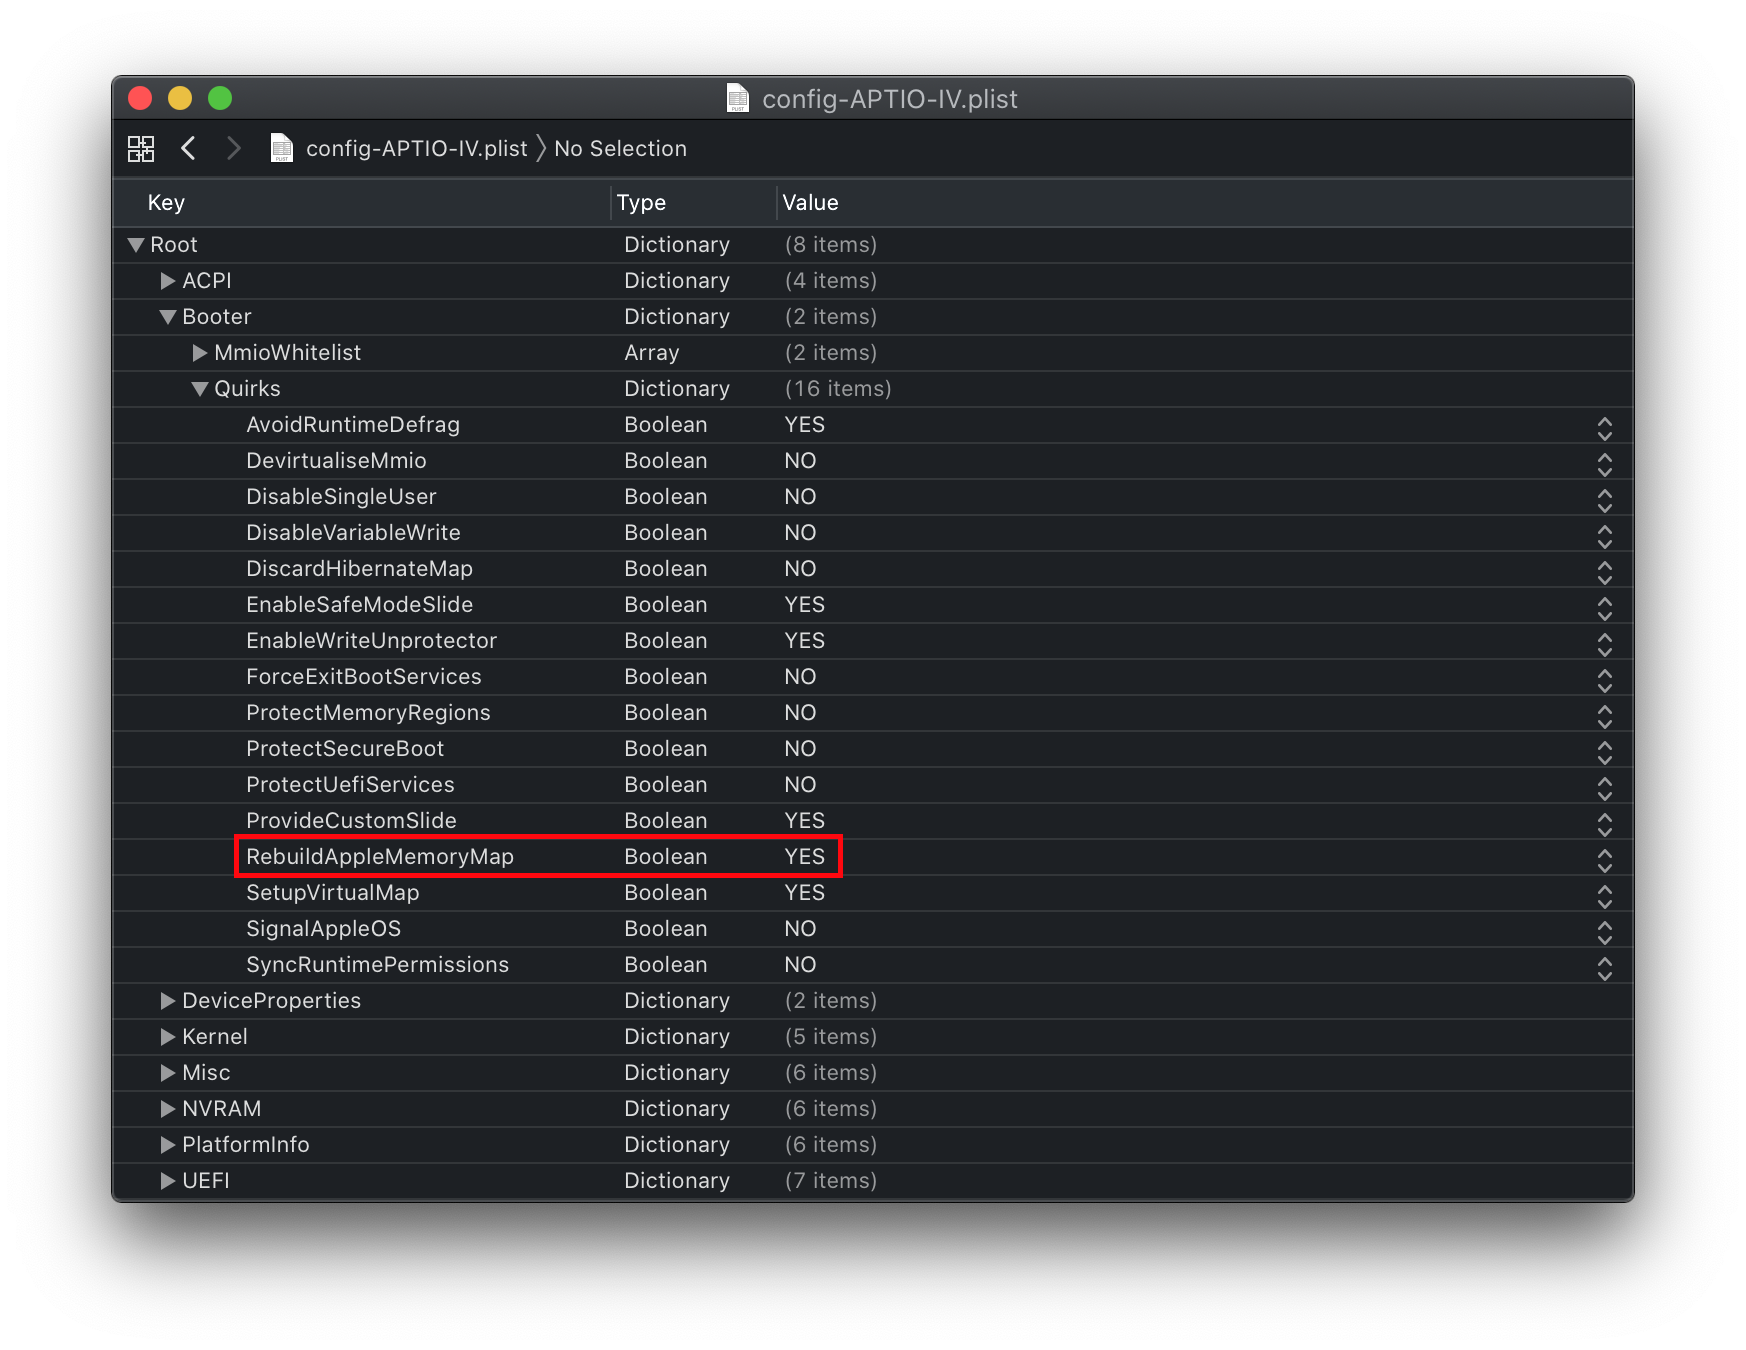 config-APTIO-IV.plist
config-APTIO-IV.plist No Selection
Key Type Value
Root Dictionary (8 items)
ACPI Dictionary (4 items)
Booter Dictionary (2 items)
MmioWhitelist Array (2 items)
Quirks Dictionary (16 items)
AvoidRuntimeDefrag Boolean YES
DevirtualiseMmio Boolean NO
DisableSingleUser Boolean NO
DisableVariableWrite Boolean NO
DiscardHibernateMap Boolean NO
EnableSafeModeSlide Boolean YES
EnableWriteUnprotector Boolean YES
ForceExitBootServices Boolean NO
ProtectMemoryRegions Boolean NO
ProtectSecureBoot Boolean NO
ProtectUefiServices Boolean NO
ProvideCustomSlide Boolean YES
RebuildAppleMemoryMap Boolean YES
SetupVirtualMap Boolean YES
SignalAppleOS Boolean NO
SyncRuntimePermissions Boolean NO
DeviceProperties Dictionary (2 items)
Kernel Dictionary (5 items)
Misc Dictionary (6 items)
NVRAM Dictionary (6 items)
PlatformInfo Dictionary (6 items)
UEFI Dictionary (7 items)